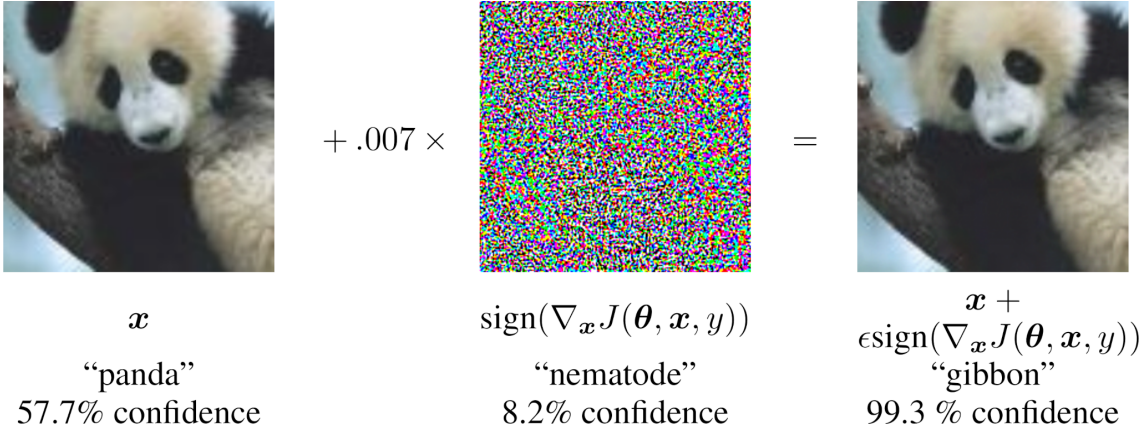 + .007 ×
=
x
sign(∇ₓJ(θ, x, y))
x +
ϵsign(∇ₓJ(θ, x, y))
“panda”
“nematode”
“gibbon”
57.7% confidence
8.2% confidence
99.3 % confidence